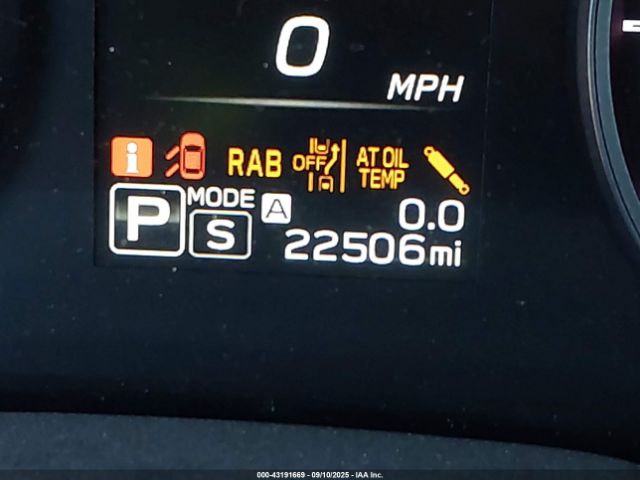 0
MPH
i RAB OFF AT OIL TEMP
P MODE S A 0.0
22506mi
000-43191669 - 09/10/2025 - IAA Inc.